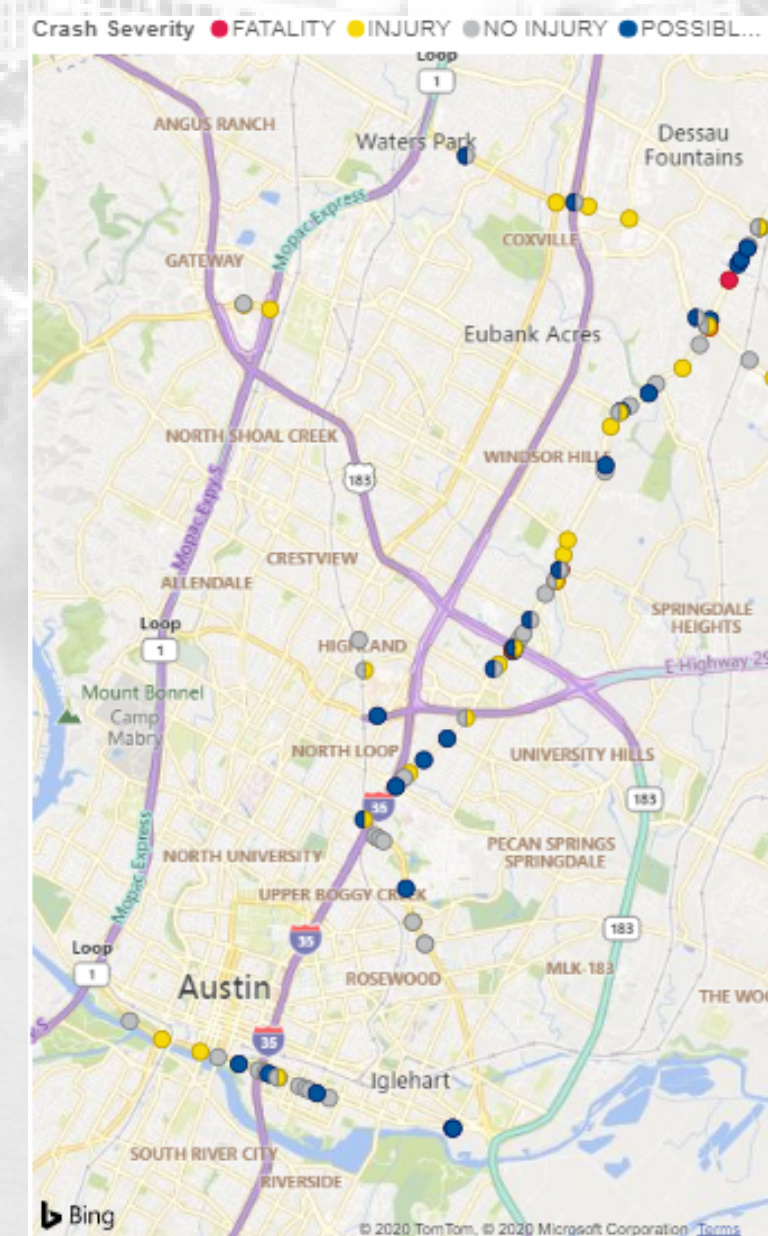 Crash Severity FATALITY INJURY NO INJURY POSSIBL...
Loop
1
ANGUS RANCH
Waters Park
Dessau
Fountains
Mopac Express
COXVILLE
GATEWAY
Eubank Acres
NORTH SHOAL CREEK
WINDSOR HILLS
183
Mopac Expy S
CRESTVIEW
ALLENDALE
SPRINGDALE
HEIGHTS
Loop
1
HIGHLAND
E Highway 29
Mount Bonnel
Camp
Mabry
NORTH LOOP
UNIVERSITY HILLS
183
35
Mopac Express
PECAN SPRINGS
SPRINGDALE
NORTH UNIVERSITY
UPPER BOGGY CREEK
183
35
Loop
1
Austin
ROSEWOOD
MLK-183
THE WOO
S
35
Iglehart
SOUTH RIVER CITY
RIVERSIDE
Bing
© 2020 TomTom, © 2020 Microsoft Corporation Terms